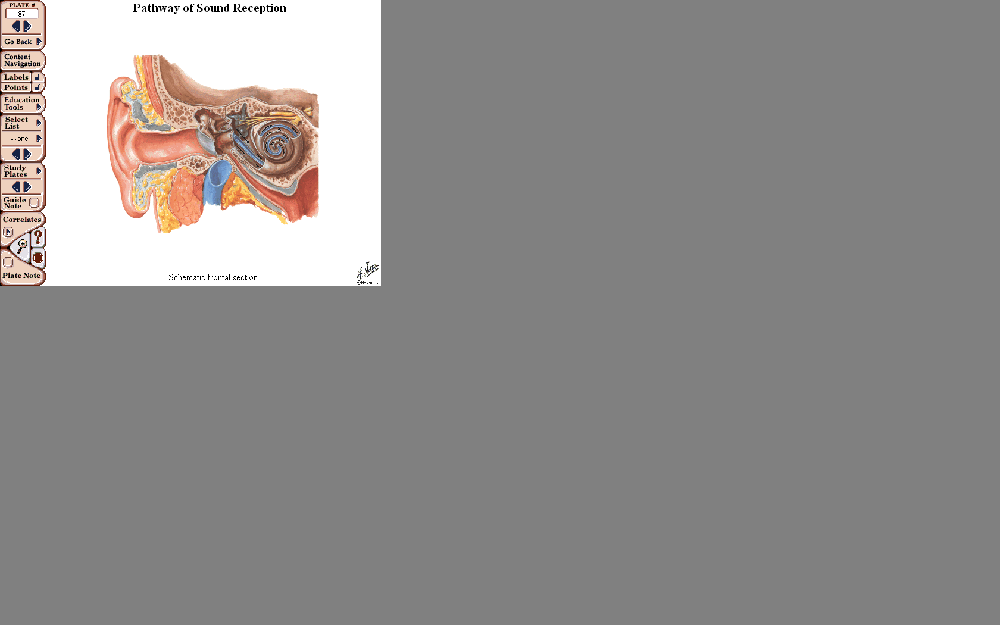 PLATE #
87
Go Back
Content
Navigation
Labels
Points
Education
Tools
Select
List
-None
Study
Plates
Guide
Note
Correlates
?
Plate Note
Pathway of Sound Reception
Schematic frontal section
F. Netter
©Novartis